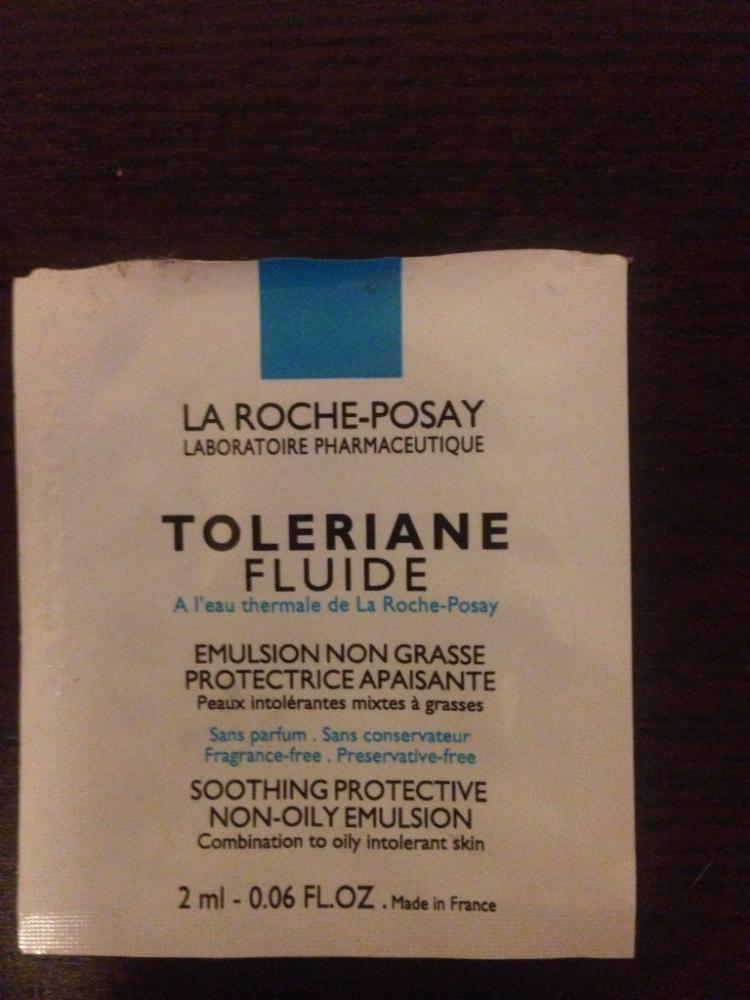 LA ROCHE-POSAY
LABORATOIRE PHARMACEUTIQUE
TOLERIANE
FLUIDE
A l'eau thermale de La Roche-Posay
EMULSION NON GRASSE
PROTECTRICE APAISANTE
Peaux intolérantes mixtes à grasses
Sans parfum . Sans conservateur
Fragrance-free . Preservative-free
SOOTHING PROTECTIVE
NON-OILY EMULSION
Combination to oily intolerant skin
2 ml - 0.06 FL.OZ . Made in France